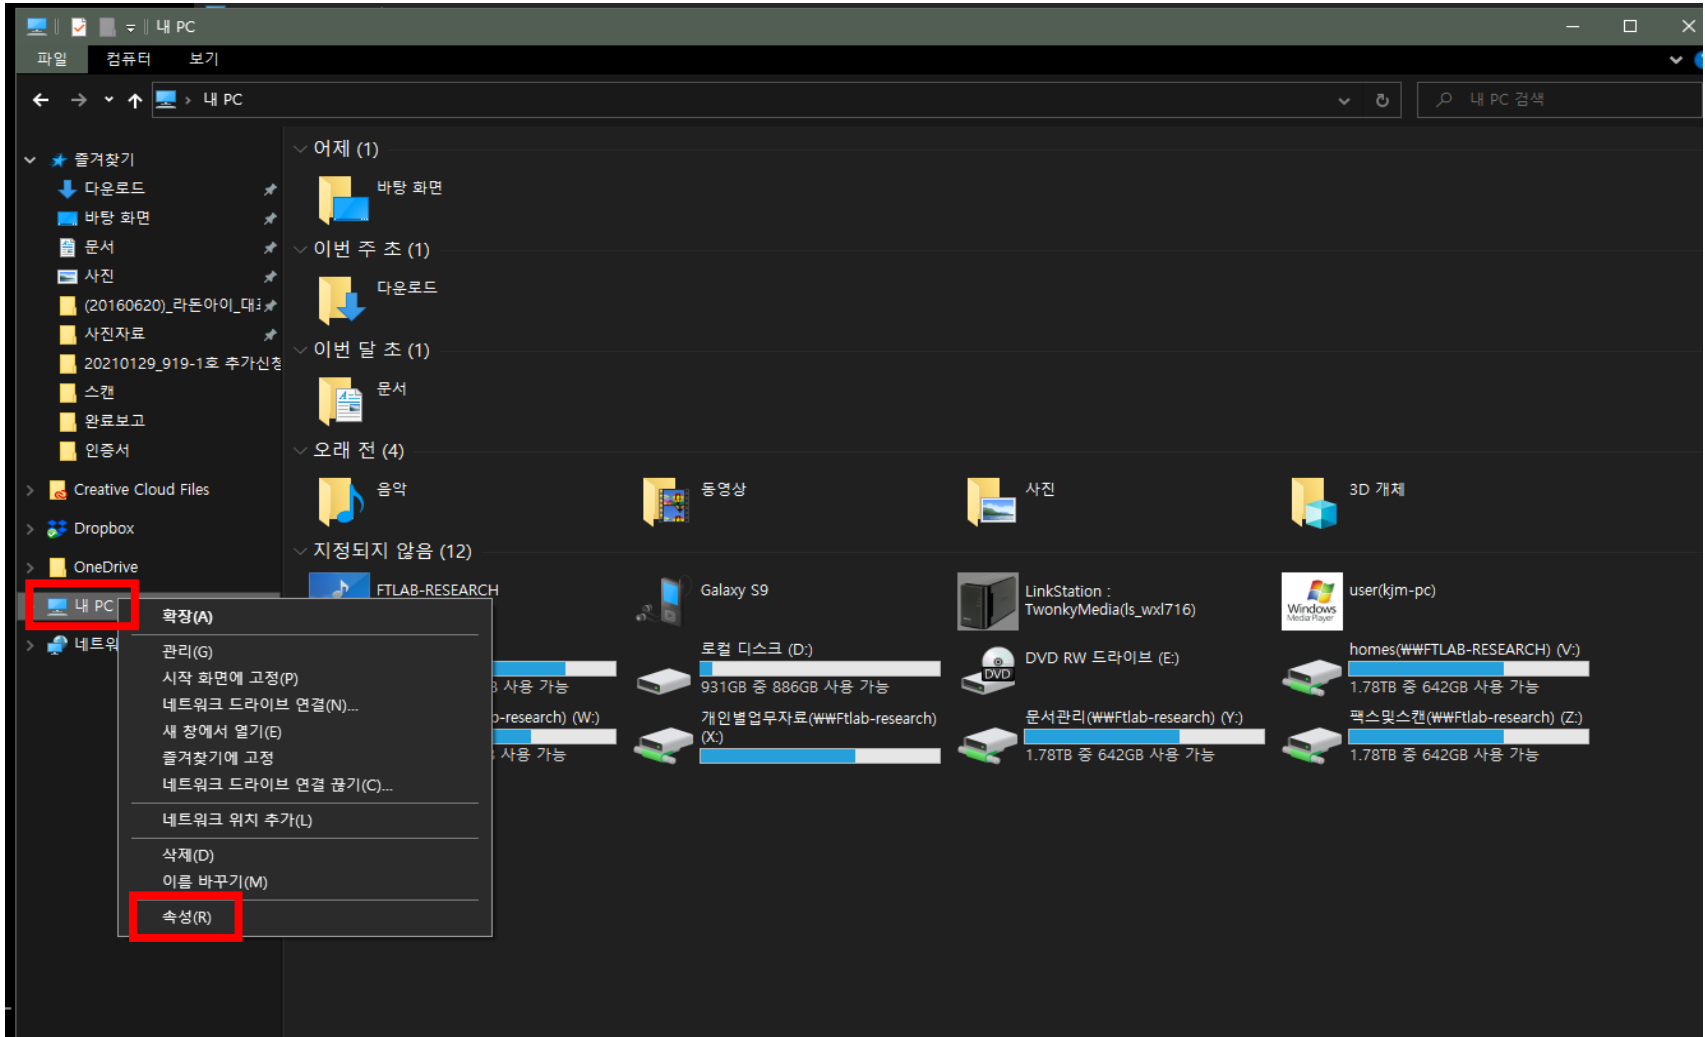 내 PC
파일 컴퓨터 보기
내 PC
내 PC 검색
즐겨찾기
다운로드
바탕 화면
문서
사진
(20160620)_라돈아이_대
사진자료
20210129_919-1호 추가신청
스캔
완료보고
인증서
Creative Cloud Files
Dropbox
OneDrive
내 PC
네트워
확장(A)
관리(G)
시작 화면에 고정(P)
네트워크 드라이브 연결(N)...
새 창에서 열기(E)
즐겨찾기에 고정
네트워크 드라이브 연결 끊기(C)...
네트워크 위치 추가(L)
삭제(D)
이름 바꾸기(M)
속성(R)
어제 (1)
바탕 화면
이번 주 초 (1)
다운로드
이번 달 초 (1)
문서
오래 전 (4)
음악
동영상
사진
3D 개체
지정되지 않음 (12)
FTLAB-RESEARCH
Galaxy S9
LinkStation :
TwonkyMedia(ls_wxl716)
Windows
Media Player
user(kjm-pc)
사용 가능
로컬 디스크 (D:)
931GB 중 886GB 사용 가능
DVD
DVD RW 드라이브 (E:)
homes(₩₩FTLAB-RESEARCH) (V:)
1.78TB 중 642GB 사용 가능
b-research) (W:)
사용 가능
개인별업무자료(₩₩Ftlab-research)
(X:)
문서관리(₩₩Ftlab-research) (Y:)
1.78TB 중 642GB 사용 가능
팩스및스캔(₩₩Ftlab-research) (Z:)
1.78TB 중 642GB 사용 가능